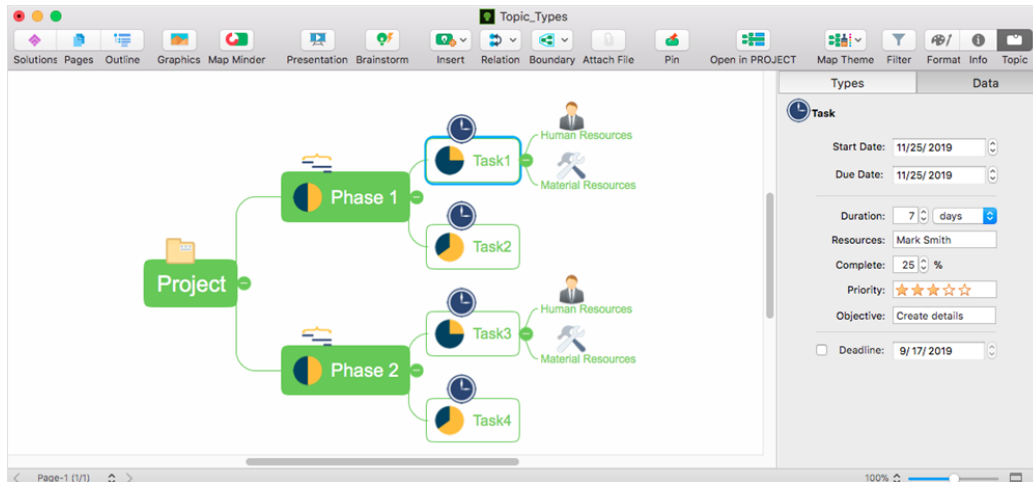 Topic_Types
Solutions Pages Outline Graphics Map Minder Presentation Brainstorm Insert Relation Boundary Attach File Pin Open in PROJECT Map Theme Filter Format Info Topic
Types Data
Task
Start Date: 11/25/2019
Due Date: 11/25/2019
Duration: 7 days
Resources: Mark Smith
Complete: 25 %
Priority:
Objective: Create details
Deadline: 9/17/2019
Project
Phase 1
Task1
Human Resources
Material Resources
Task2
Phase 2
Task3
Human Resources
Material Resources
Task4
Page-1 (1/1)
100%